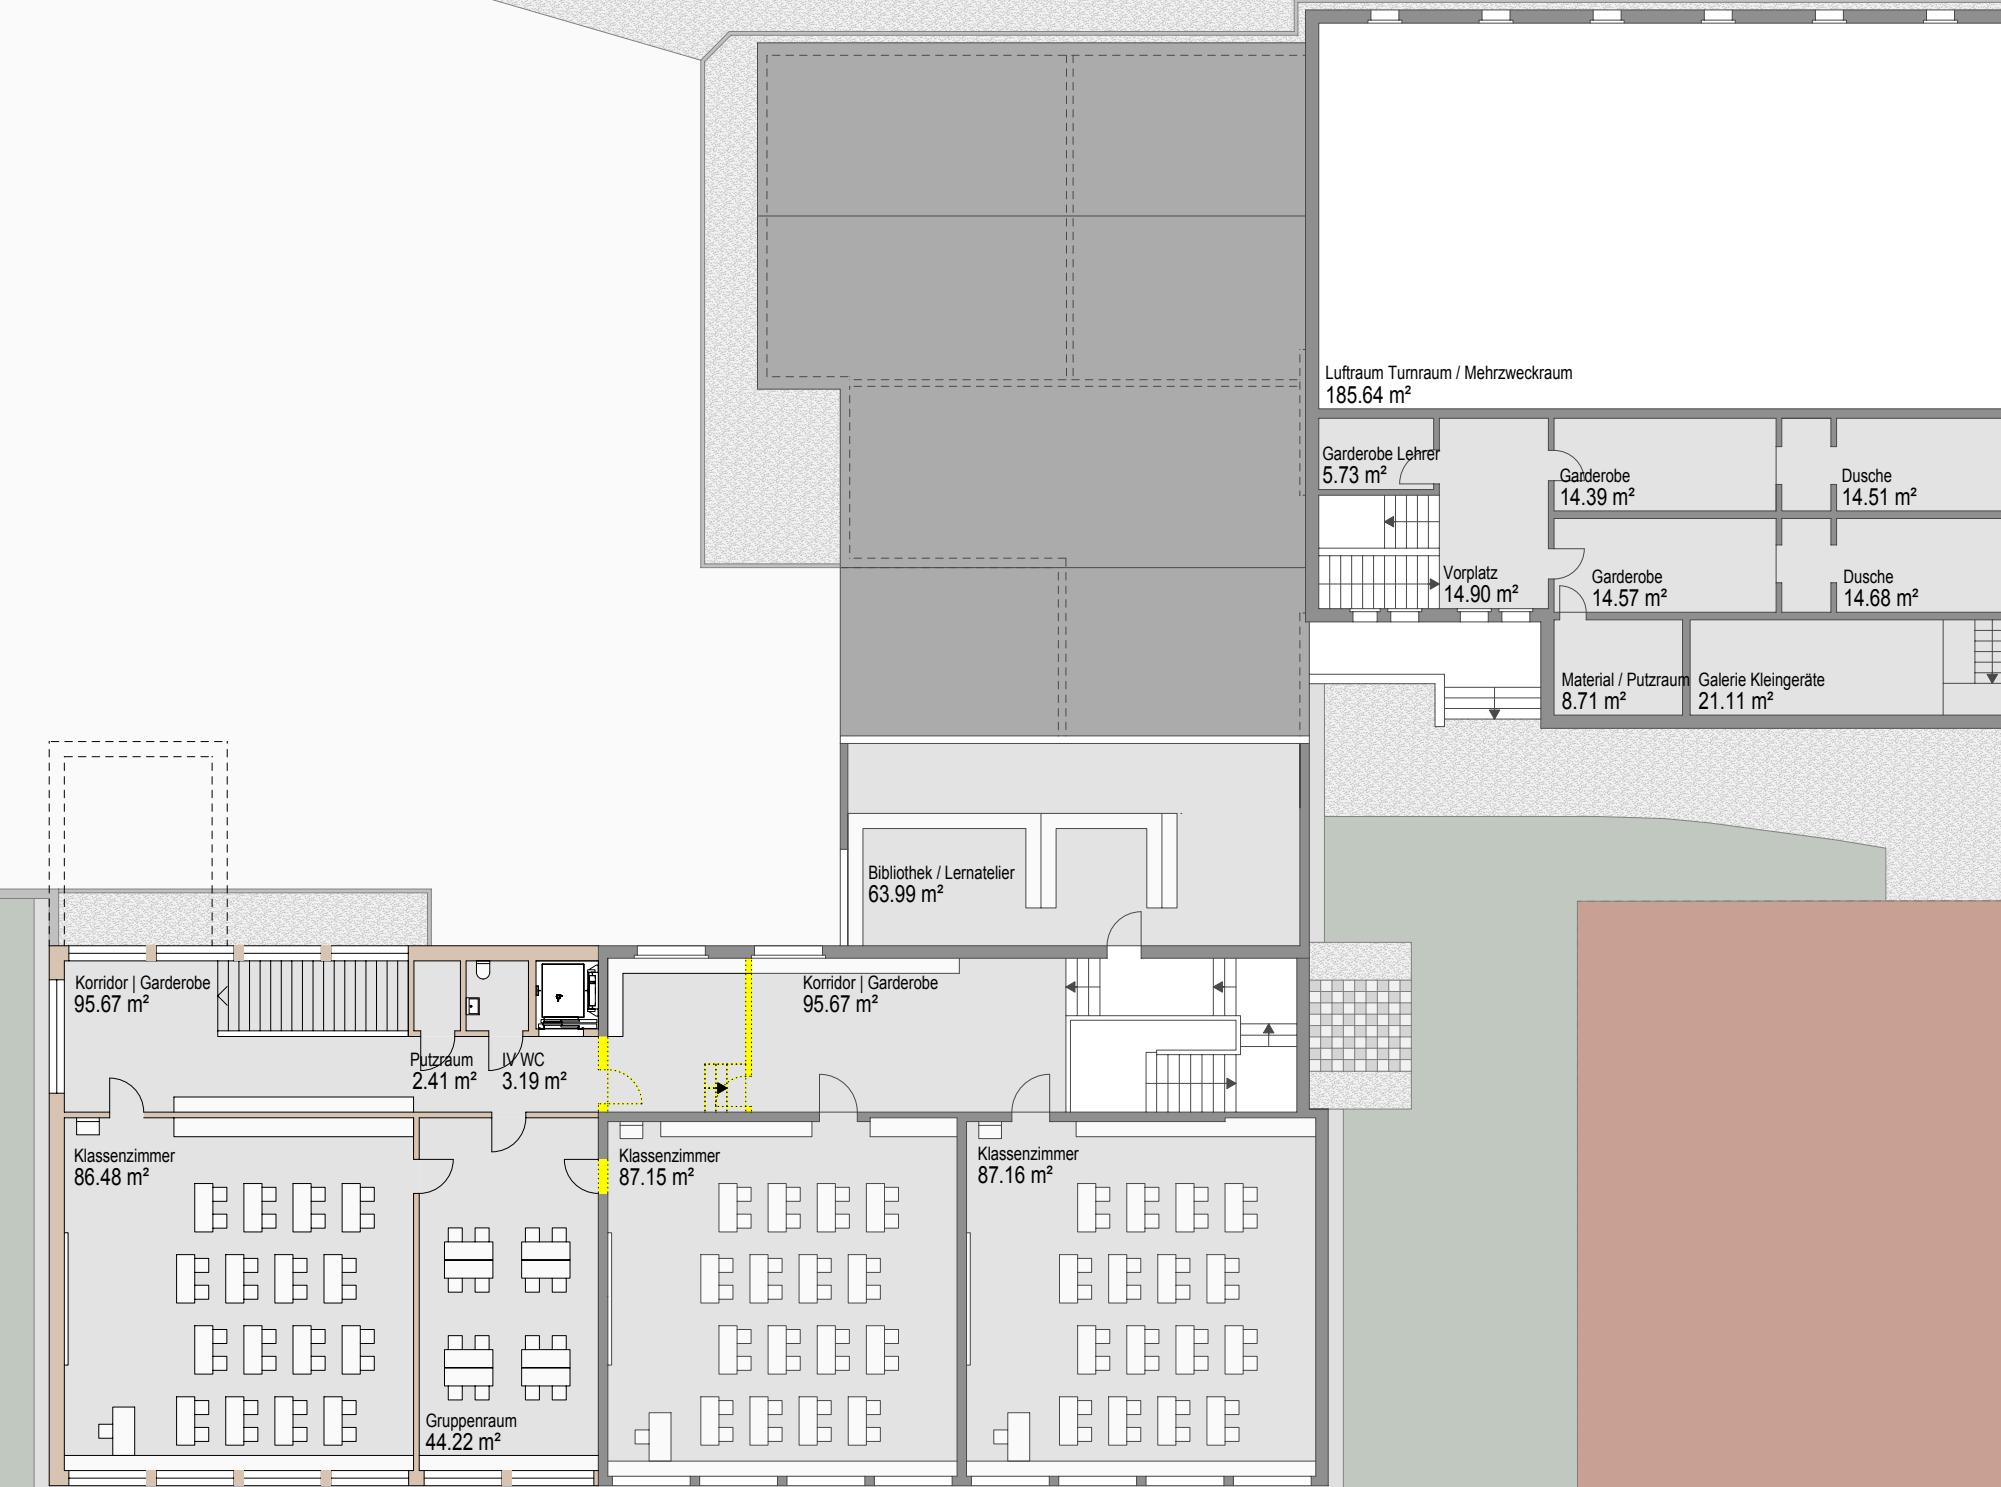 Luftraum Turnraum / Mehrzweckraum
185.64 m²
Garderobe Lehrer
5.73 m²
Garderobe
14.39 m²
Dusche
14.51 m²
Vorplatz
14.90 m²
Garderobe
14.57 m²
Dusche
14.68 m²
Material / Putzraum
8.71 m²
Galerie Kleingeräte
21.11 m²
Bibliothek / Lernatelier
63.99 m²
Korridor | Garderobe
95.67 m²
Korridor | Garderobe
95.67 m²
Putzraum
2.41 m²
IV WC
3.19 m²
Klassenzimmer
86.48 m²
Klassenzimmer
87.15 m²
Klassenzimmer
87.16 m²
Gruppenraum
44.22 m²